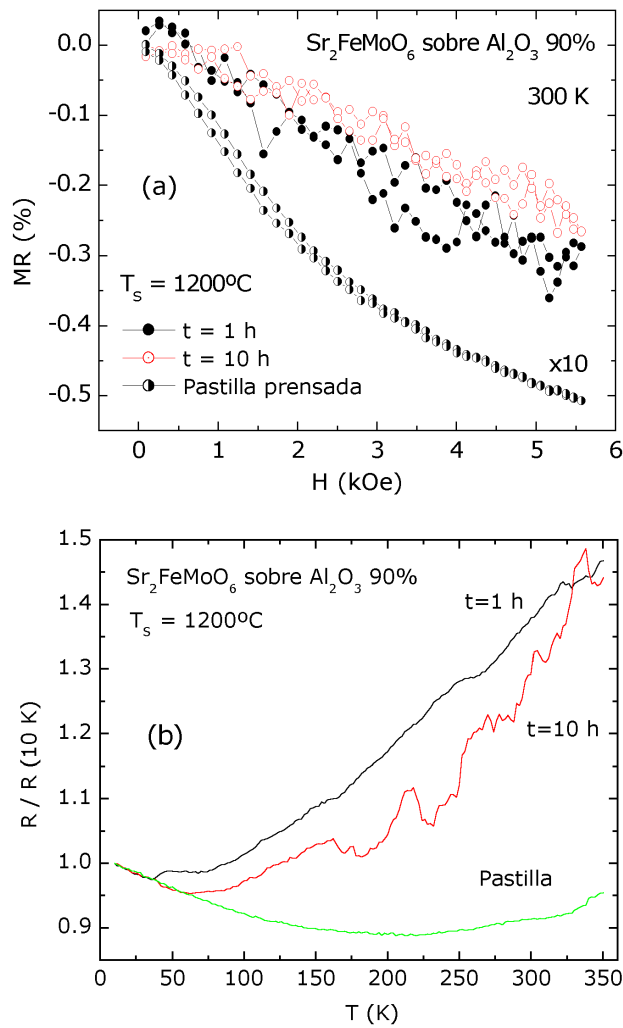 0.0
-0.1
-0.2
-0.3
-0.4
-0.5
MR (%)
Sr₂FeMoO₆ sobre Al₂O₃ 90%
300 K
(a)
Tₛ = 1200ºC
t = 1 h
t = 10 h
Pastilla prensada
x10
0 1 2 3 4 5 6
H (kOe)
1.5
1.4
1.3
1.2
1.1
1.0
0.9
R / R (10 K)
Sr₂FeMoO₆ sobre Al₂O₃ 90%
Tₛ = 1200ºC
t=1 h
(b)
t=10 h
Pastilla
0 50 100 150 200 250 300 350
T (K)